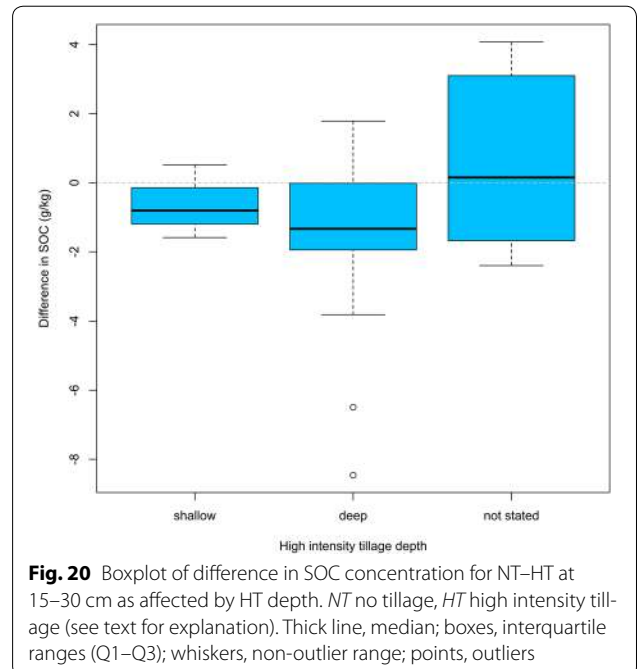 4
2
0
-2
-4
-6
-8
Difference in SOC (g/kg)
shallow deep not stated
High intensity tillage depth
Fig. 20 Boxplot of difference in SOC concentration for NT–HT at
15–30 cm as affected by HT depth. NT no tillage, HT high intensity till-
age (see text for explanation). Thick line, median; boxes, interquartile
ranges (Q1–Q3); whiskers, non-outlier range; points, outliers